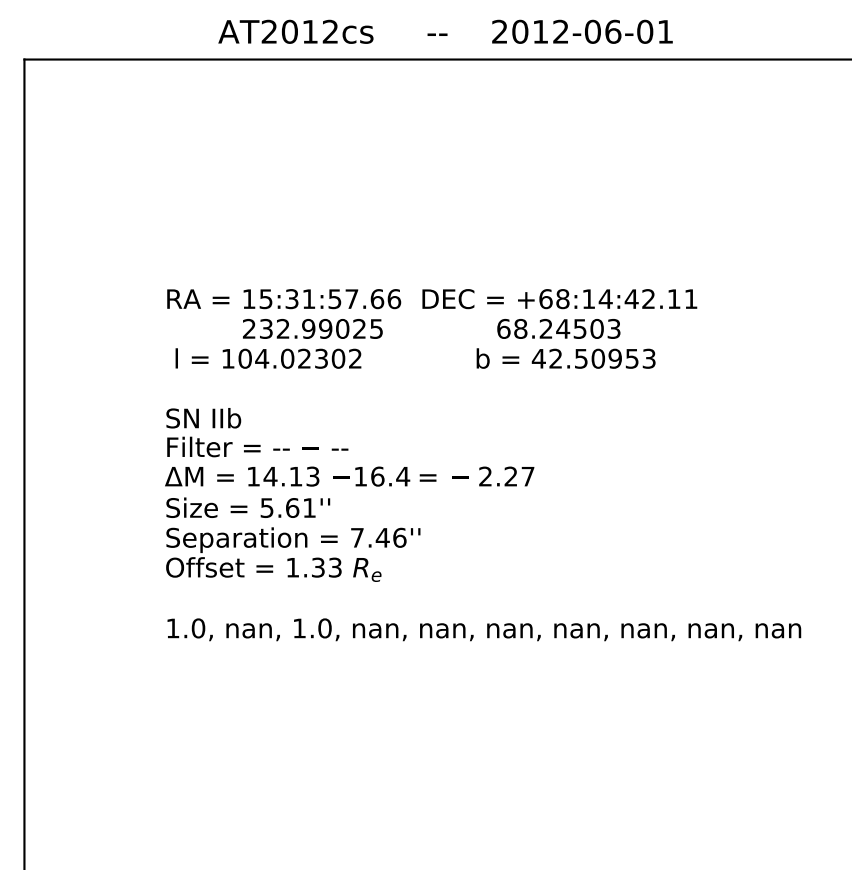 AT2012cs -- 2012-06-01
RA = 15:31:57.66 DEC = +68:14:42.11
232.99025 68.24503
l = 104.02302 b = 42.50953
SN IIb
Filter = -- − --
ΔM = 14.13 −16.4 = − 2.27
Size = 5.61''
Separation = 7.46''
Offset = 1.33 Re
1.0, nan, 1.0, nan, nan, nan, nan, nan, nan, nan